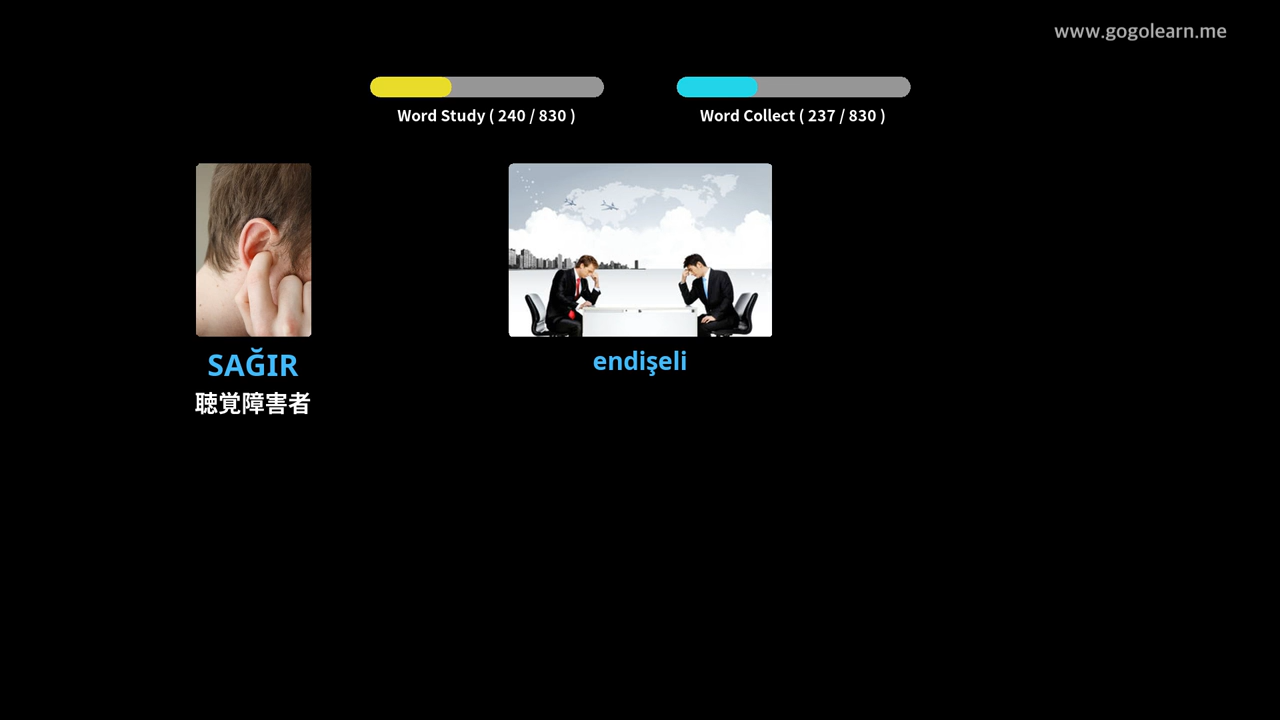 www.gogolearn.me
Word Study ( 240 / 830 )
Word Collect ( 237 / 830 )
SAĞIR
聴覚障害者
endişeli